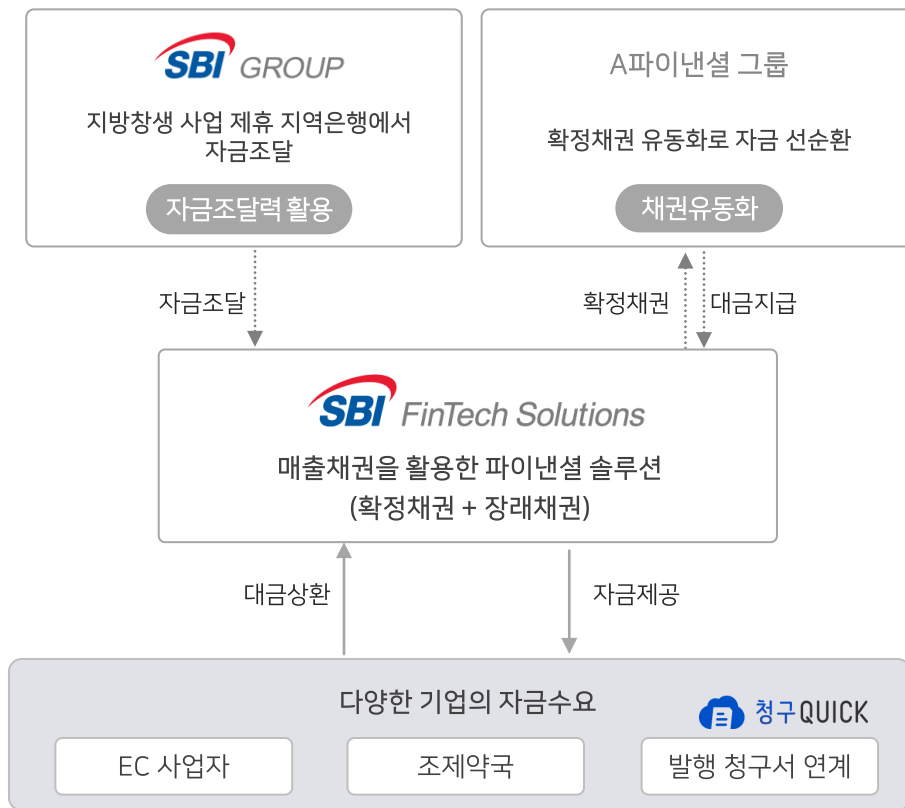 SBI GROUP
지방창생 사업 제휴 지역은행에서
자금조달
자금조달력 활용
A파이낸셜 그룹
확정채권 유동화로 자금 선순환
채권유동화
자금조달
확정채권
대금지급
SBI FinTech Solutions
매출채권을 활용한 파이낸셜 솔루션
(확정채권 + 장래채권)
대금상환
자금제공
다양한 기업의 자금수요
청구QUICK
EC 사업자
조제약국
발행 청구서 연계